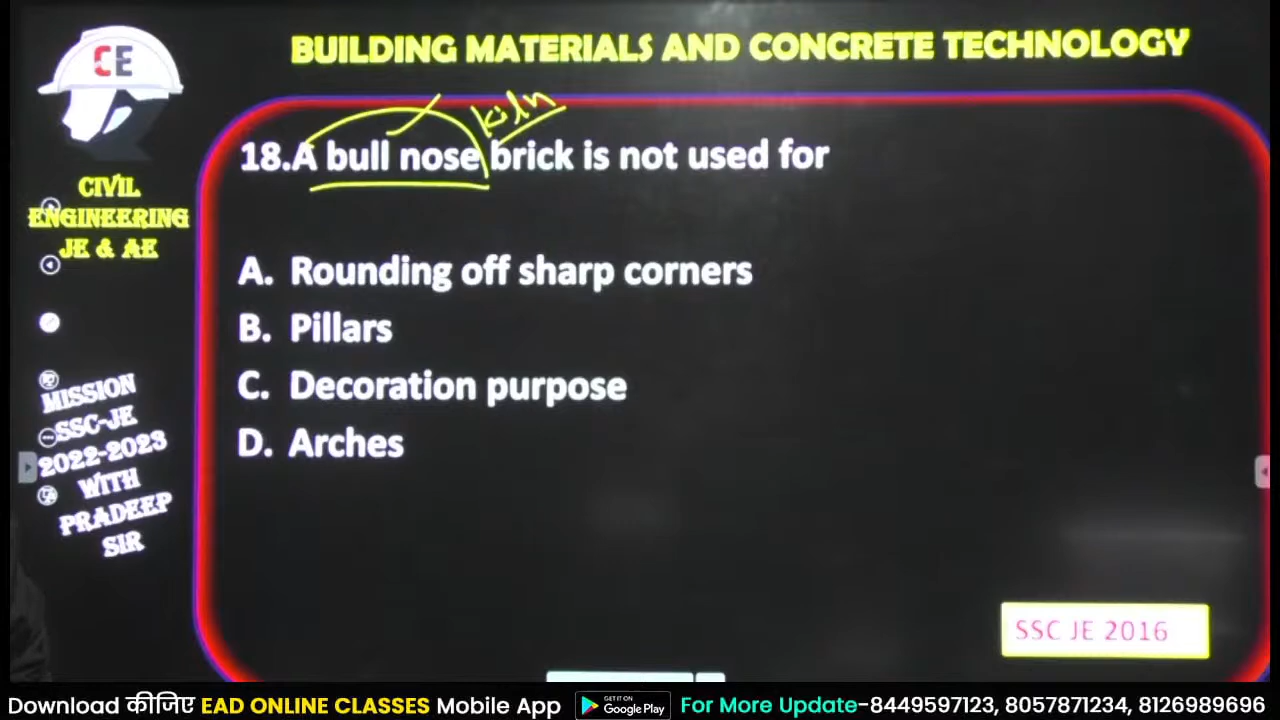 CE
BUILDING MATERIALS AND CONCRETE TECHNOLOGY
kiln
18.A bull nose brick is not used for
A. Rounding off sharp corners
B. Pillars
C. Decoration purpose
D. Arches
CIVIL
ENGINEERING
JE & AE
MISSION
SSC-JE
2022-2023
WITH
PRADEEP
SIR
SSC JE 2016
Download कीजिए EAD ONLINE CLASSES Mobile App GET IT ON Google Play For More Update-8449597123, 8057871234, 8126989696